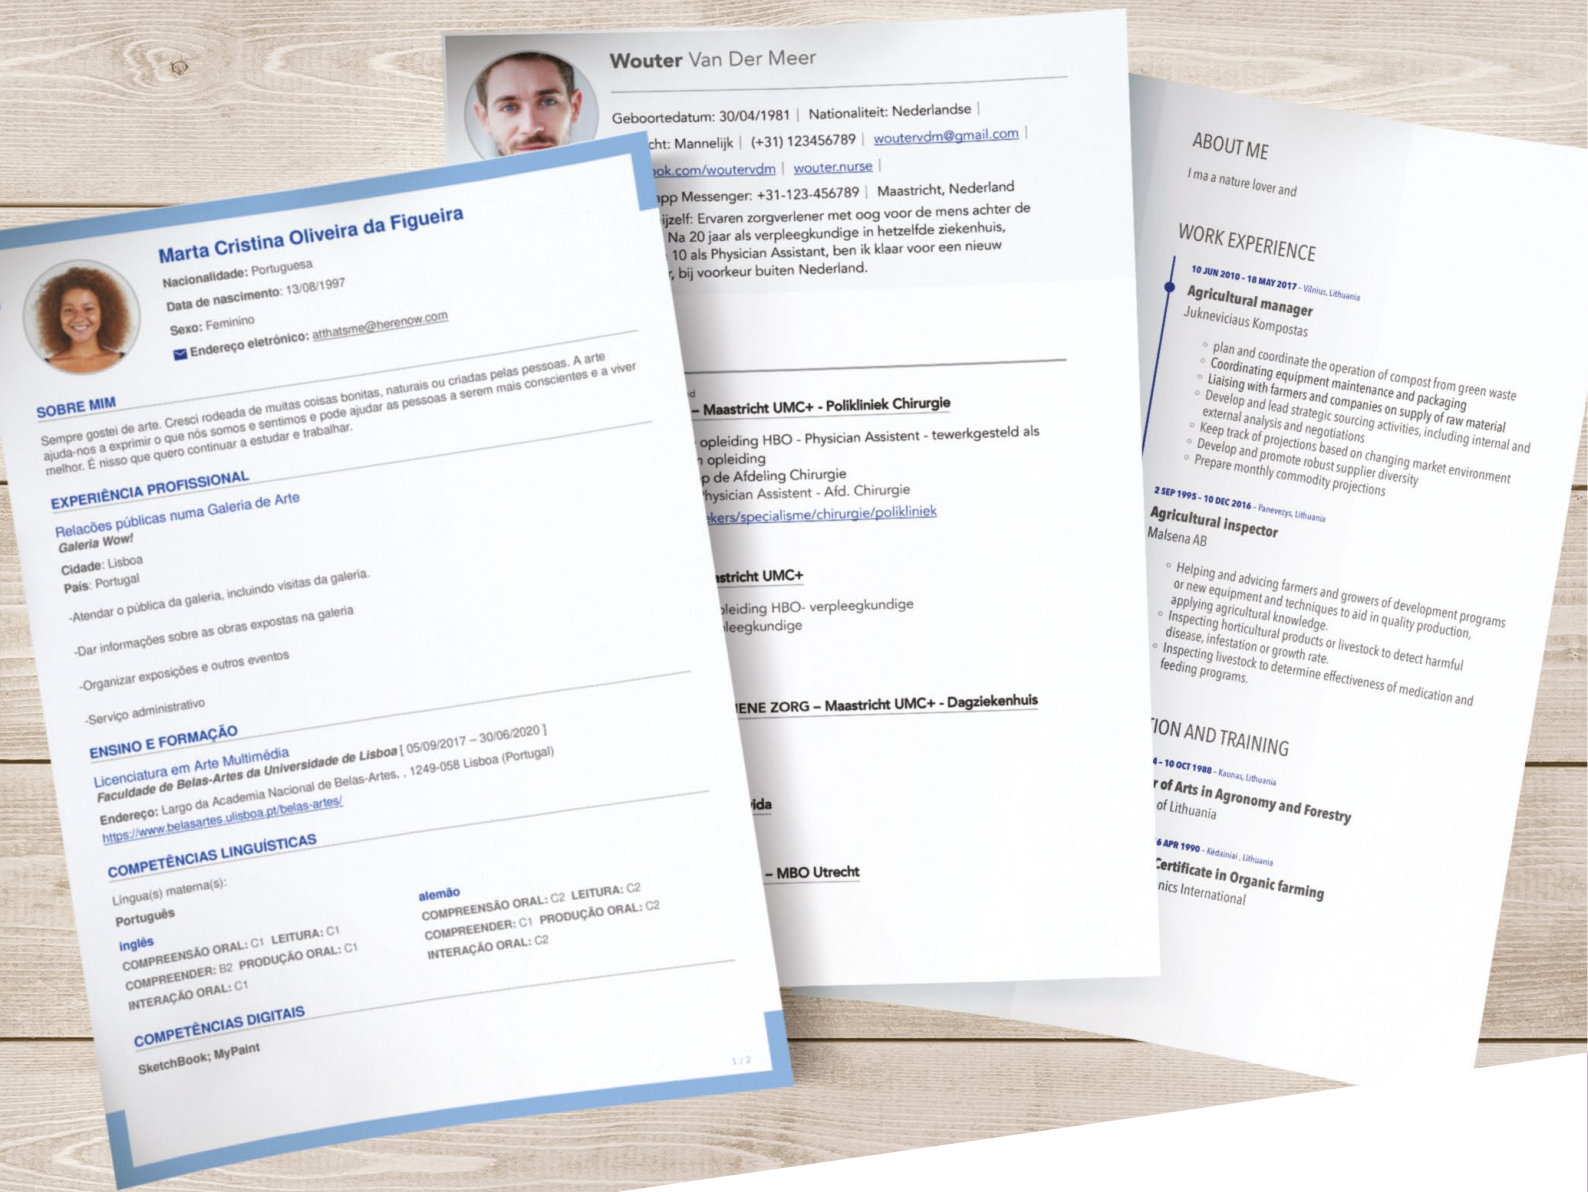 Marta Cristina Oliveira da Figueira
Nacionalidade: Portuguesa
Data de nascimento: 13/08/1997
Sexo: Feminino
Endereço eletrónico: atthatsme@herenow.com
SOBRE MIM
Sempre gostei de arte. Cresci rodeada de muitas coisas bonitas, naturais ou criadas pelas pessoas. A arte
ajuda-nos a exprimir o que nós somos e sentimos e pode ajudar as pessoas a serem mais conscientes e a viver
melhor. É nisso que quero continuar a estudar e trabalhar.
EXPERIÊNCIA PROFISSIONAL
Relacões públicas numa Galeria de Arte
Galeria Wow!
Cidade: Lisboa
País: Portugal
-Atendar o pública da galeria, incluindo visitas da galeria.
-Dar informações sobre as obras expostas na galeria
-Organizar exposições e outros eventos
-Serviço administrativo
ENSINO E FORMAÇÃO
Licenciatura em Arte Multimédia
Faculdade de Belas-Artes da Universidade de Lisboa [ 05/09/2017 – 30/06/2020 ]
Endereço: Largo da Academia Nacional de Belas-Artes, , 1249-058 Lisboa (Portugal)
https://www.belasartes.ulisboa.pt/belas-artes/
COMPETÊNCIAS LINGUÍSTICAS
Língua(s) materna(s):
Português
inglês
COMPREENSÃO ORAL: C1 LEITURA: C1
COMPREENDER: B2 PRODUÇÃO ORAL: C1
INTERAÇÃO ORAL: C1
alemão
COMPREENSÃO ORAL: C2 LEITURA: C2
COMPREENDER: C1 PRODUÇÃO ORAL: C2
INTERAÇÃO ORAL: C2
COMPETÊNCIAS DIGITAIS
SketchBook; MyPaint
1 / 2
Wouter Van Der Meer
Geboortedatum: 30/04/1981 | Nationaliteit: Nederlandse |
cht: Mannelijk | (+31) 123456789 | woutervdm@gmail.com |
ok.com/woutervdm | wouter.nurse |
pp Messenger: +31-123-456789 | Maastricht, Nederland
ijzelf: Ervaren zorgverlener met oog voor de mens achter de
Na 20 jaar als verpleegkundige in hetzelfde ziekenhuis,
10 als Physician Assistant, ben ik klaar voor een nieuw
, bij voorkeur buiten Nederland.
d
– Maastricht UMC+ - Polikliniek Chirurgie
opleiding HBO - Physician Assistent - tewerkgesteld als
opleiding
p de Afdeling Chirurgie
hysician Assistent - Afd. Chirurgie
kers/specialisme/chirurgie/polikliniek
astricht UMC+
leiding HBO- verpleegkundige
leegkundige
ENE ZORG – Maastricht UMC+ - Dagziekenhuis
ida
– MBO Utrecht
ABOUT ME
I ma a nature lover and
WORK EXPERIENCE
10 JUN 2010 - 18 MAY 2017 – Vilnius, Lithuania
Agricultural manager
Jukneviciaus Kompostas
◦ plan and coordinate the operation of compost from green waste
◦ Coordinating equipment maintenance and packaging
◦ Liaising with farmers and companies on supply of raw material
◦ Develop and lead strategic sourcing activities, including internal and
external analysis and negotiations
◦ Keep track of projections based on changing market environment
◦ Develop and promote robust supplier diversity
◦ Prepare monthly commodity projections
2 SEP 1995 - 10 DEC 2016 – Panevezys, Lithuania
Agricultural inspector
Malsena AB
◦ Helping and advicing farmers and growers of development programs
or new equipment and techniques to aid in quality production,
applying agricultural knowledge.
◦ Inspecting horticultural products or livestock to detect harmful
disease, infestation or growth rate.
◦ Inspecting livestock to determine effectiveness of medication and
feeding programs.
ION AND TRAINING
4 - 10 OCT 1988 – Kaunas, Lithuania
r of Arts in Agronomy and Forestry
of Lithuania
6 APR 1990 – Kėdainiai , Lithuania
Certificate in Organic farming
nics International